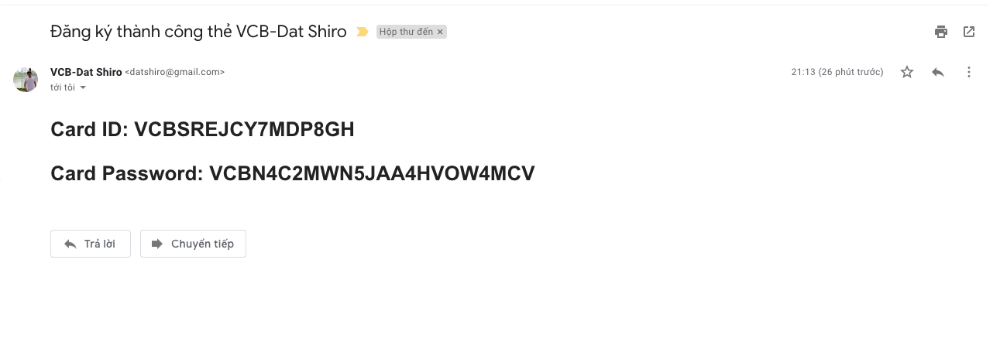 Đăng ký thành công thẻ VCB-Dat Shiro Hộp thư đến ×
VCB-Dat Shiro <datshiro@gmail.com> 21:13 (26 phút trước)
tới tôi
Card ID: VCBSREJCY7MDP8GH
Card Password: VCBN4C2MWN5JAA4HVOW4MCV
Trả lời Chuyển tiếp